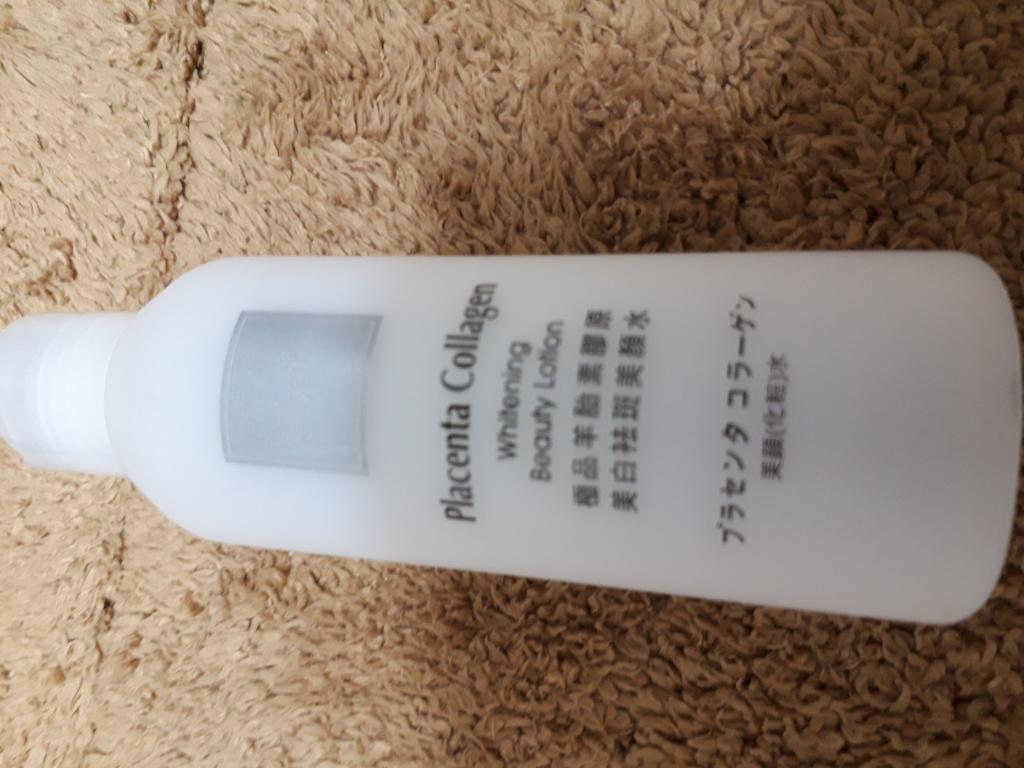 Placenta Collagen
Whitening
Beauty Lotion
極品羊胎素膠原
美白祛斑美顏水
プラセンタ コラーゲン
美顔(化粧)水